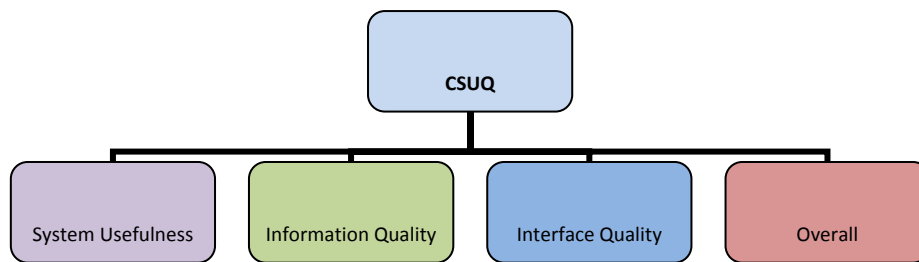 CSUQ
System Usefulness
Information Quality
Interface Quality
Overall